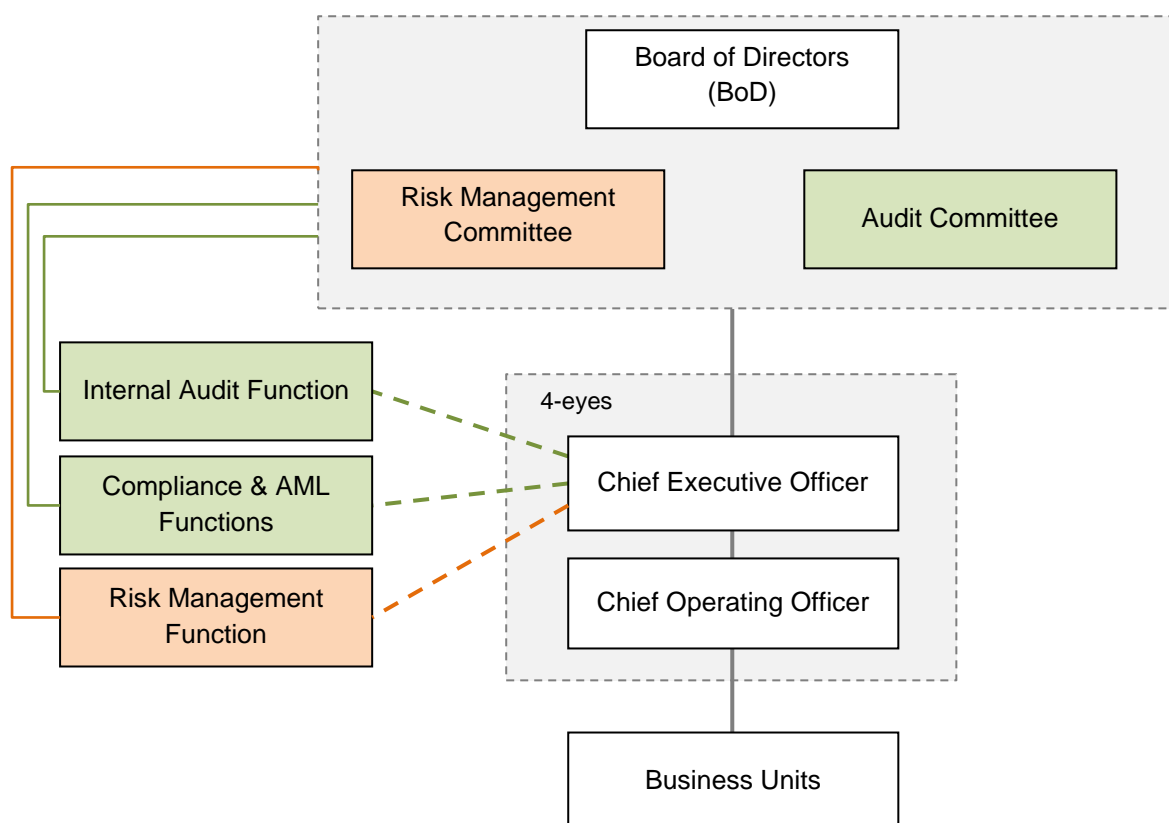 Board of Directors
(BoD)
Risk Management
Committee
Audit Committee
Internal Audit Function
4-eyes
Chief Executive Officer
Compliance & AML
Functions
Risk Management
Function
Chief Operating Officer
Business Units